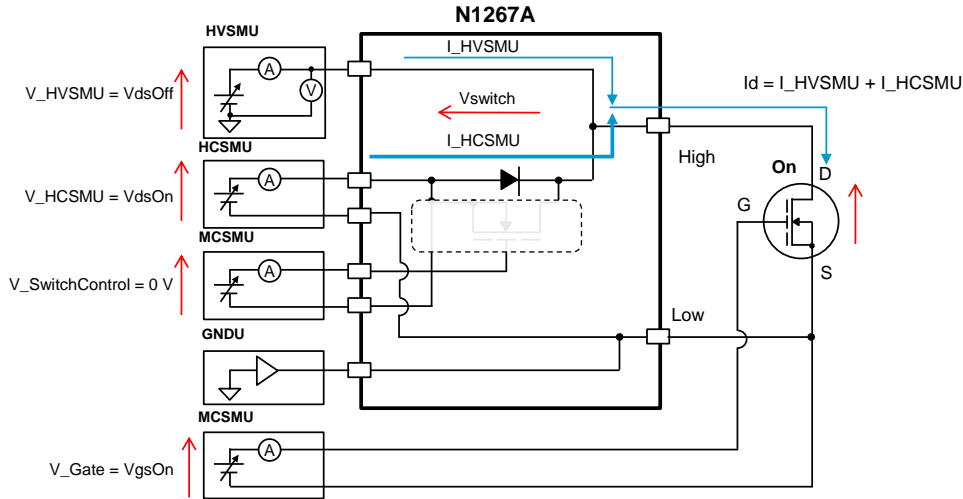 N1267A
HVSMU
I_HVSMU
A
V
V_HVSMU = VdsOff
Id = I_HVSMU + I_HCSMU
Vswitch
I_HCSMU
HCSMU
High
On
D
A
V_HCSMU = VdsOn
G
MCSMU
A
S
V_SwitchControl = 0 V
Low
GNDU
MCSMU
A
V_Gate = VgsOn